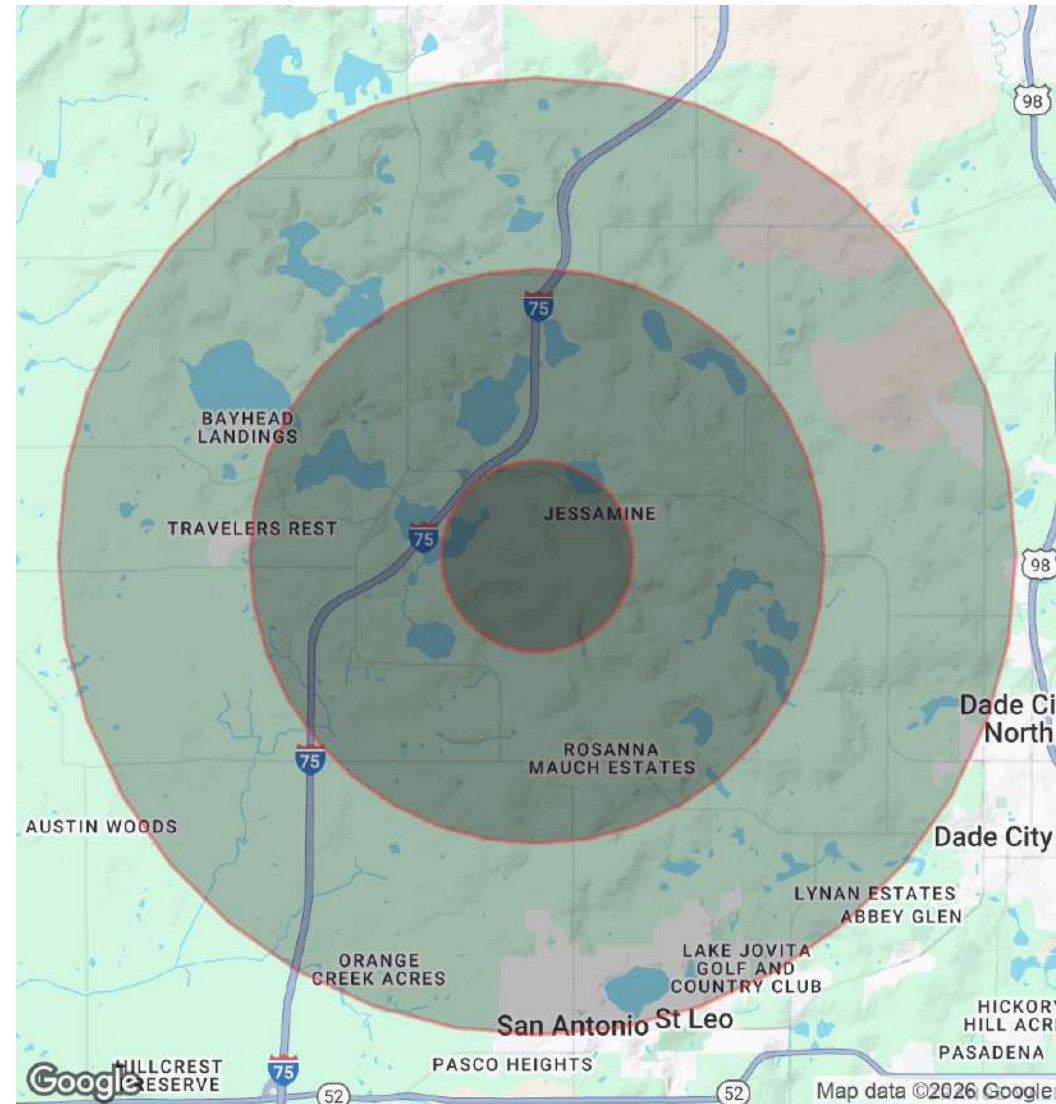 98
75
BAYHEAD
LANDINGS
JESSAMINE
TRAVELERS REST
75
98
Dade Ci
North
ROSANNA
MAUCH ESTATES
75
AUSTIN WOODS
Dade City
LYNAN ESTATES
ABBEY GLEN
LAKE JOVITA
GOLF AND
COUNTRY CLUB
ORANGE
CREEK ACRES
San Antonio
St Leo
HICKORY
HILL ACR
PASADENA
PASCO HEIGHTS
HILLCREST
RESERVE
75
Google
52
52
Map data ©2026 Google